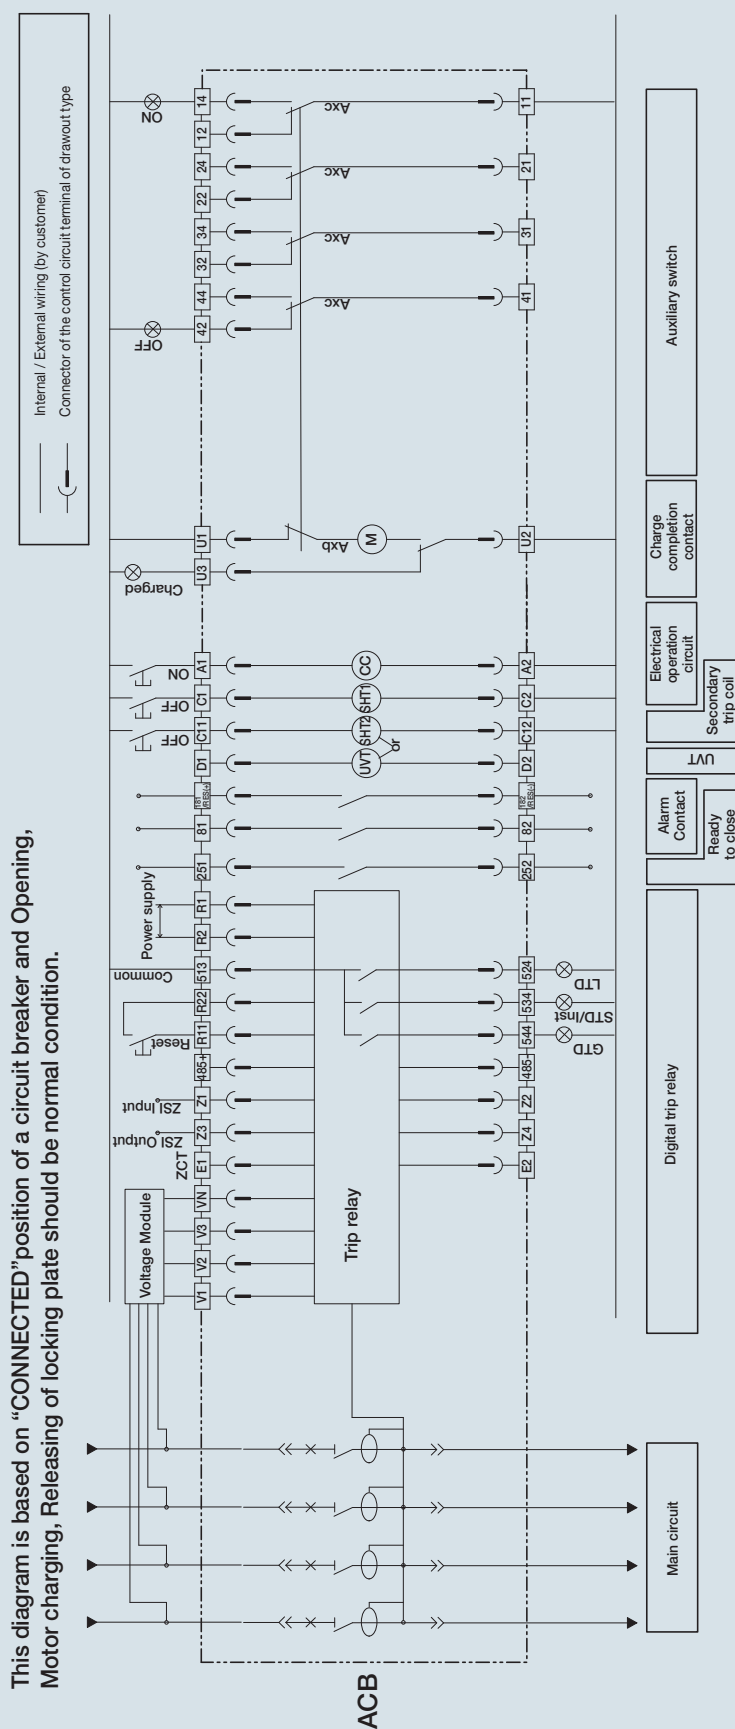 This diagram is based on “CONNECTED”position of a circuit breaker and Opening,
Motor charging, Releasing of locking plate should be normal condition.
Internal / External wiring (by customer)
Connector of the control circuit terminal of drawout type
ACB
Voltage Module
ZCT
ZSI Output
ZSI Input
Reset
Common
Power supply
OFF
OFF
ON
Charged
OFF
ON
V1
V2
V3
VN
E1
Z3
Z1
485+
R11
R22
513
R2
R1
251
81
181
/RES(+)
D1
C11
C1
A1
U3
U1
42
44
32
34
22
24
12
14
Trip relay
UVT
or
SHT2
SHT1
CC
M
Axb
Axc
Axc
Axc
Axc
E2
Z4
Z2
485-
544
534
524
252
82
182
/RES(-)
D2
C12
C2
A2
U2
41
31
21
11
GTD
STD/Inst
LTD
Main circuit
Digital trip relay
Ready
to close
Alarm
Contact
UVT
Secondary
trip coil
Electrical
operation
circuit
Charge
completion
contact
Auxiliary switch